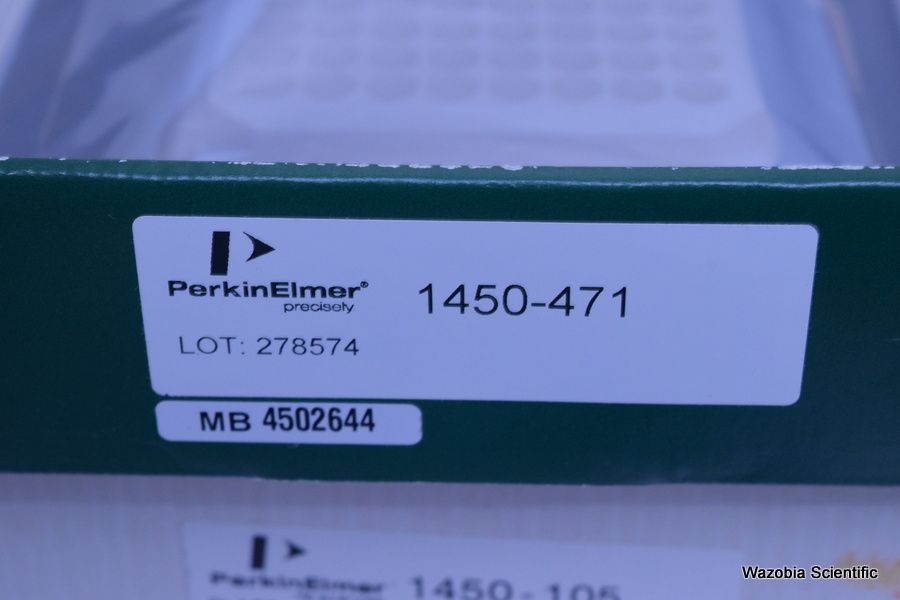 PerkinElmer®
precisely
1450-471
LOT: 278574
MB 4502644
PerkinElmer 1450-105
Wazobia Scientific